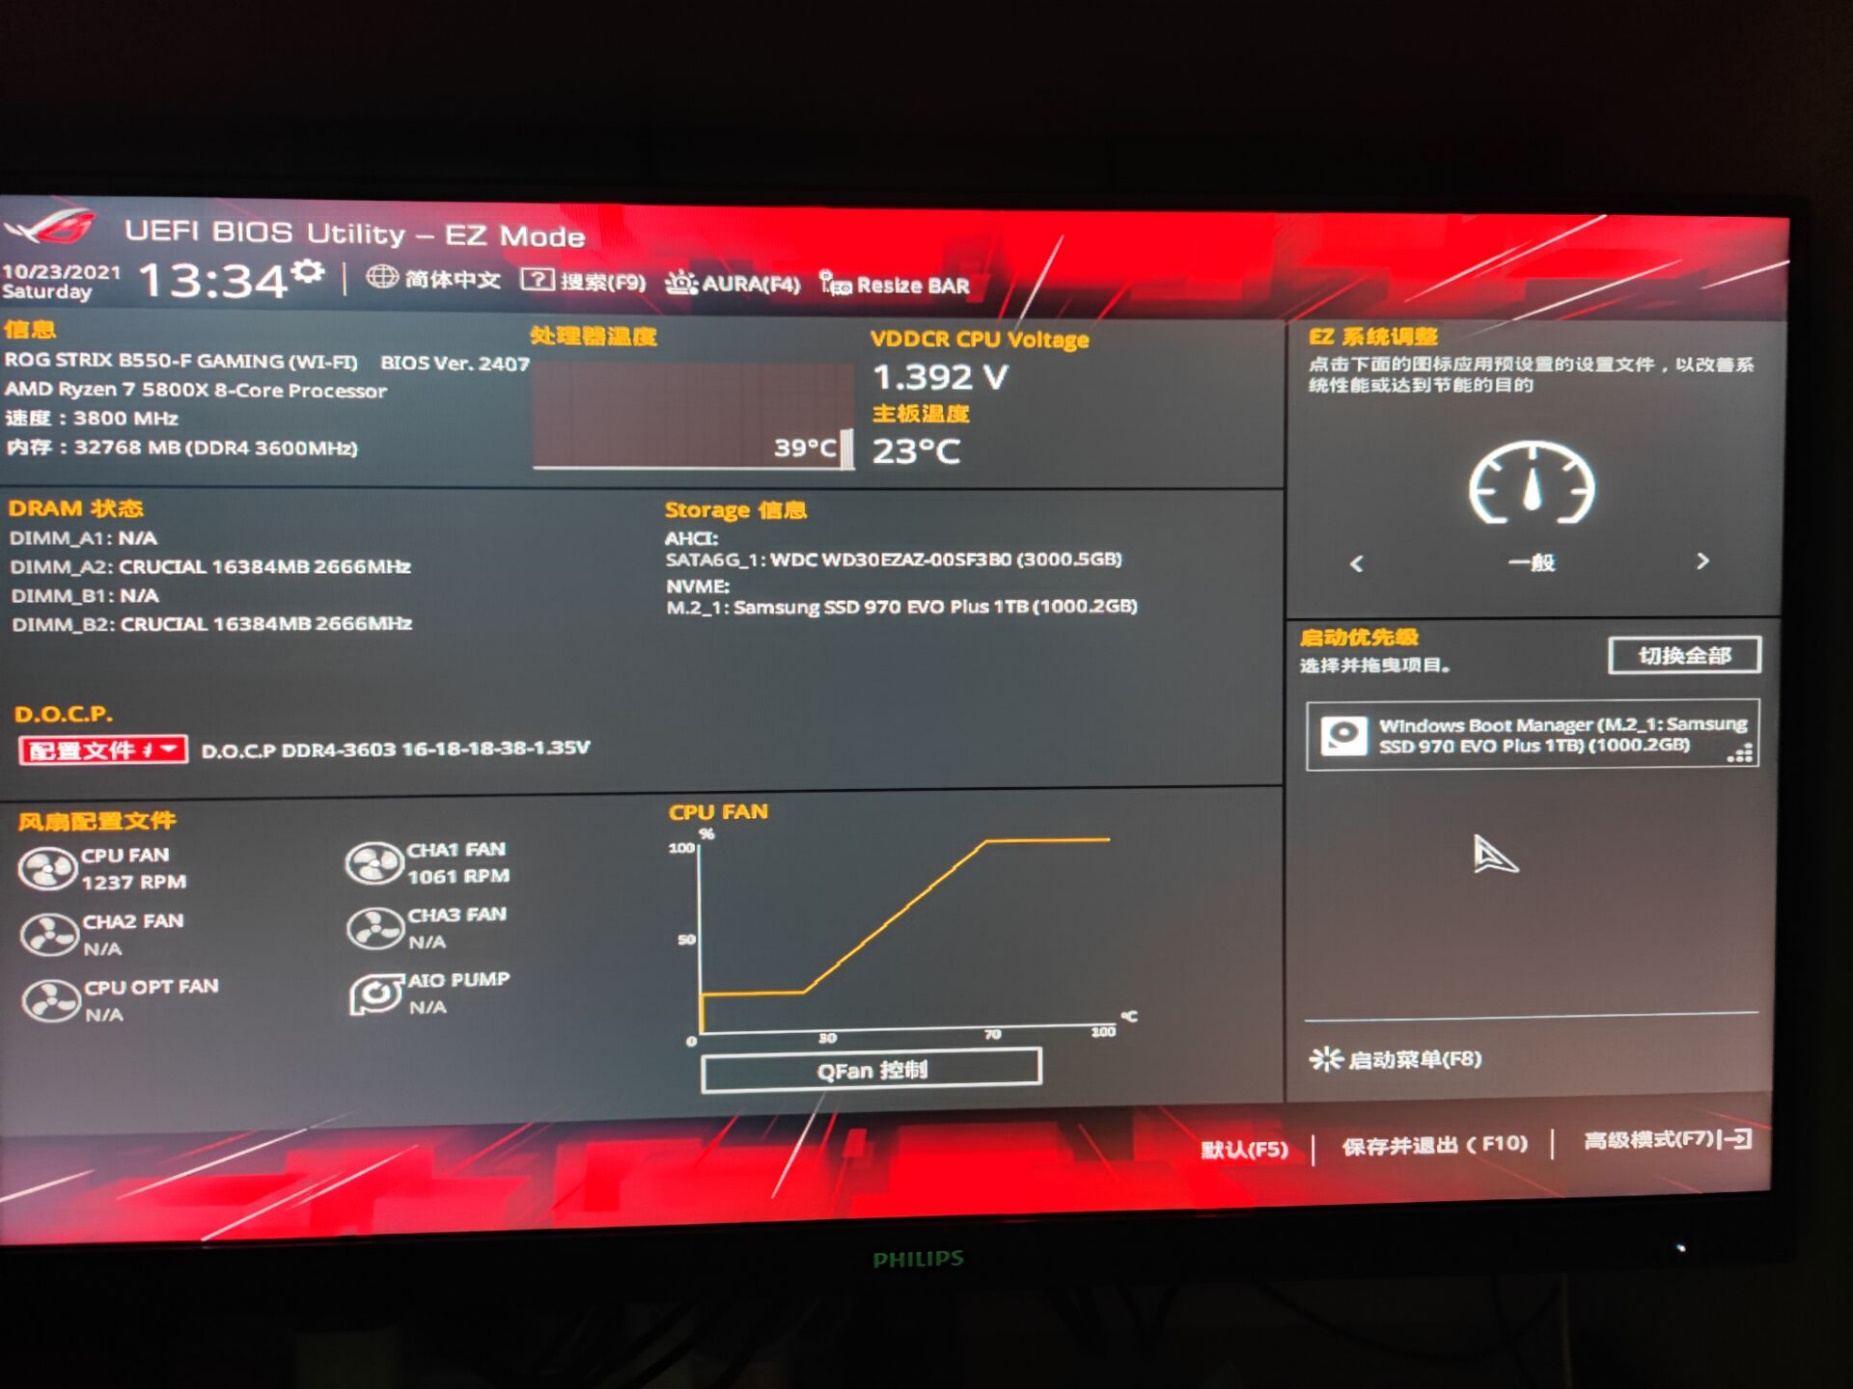 UEFI BIOS Utility – EZ Mode
10/23/2021
Saturday
13:34
简体中文
搜索(F9)
AURA(F4)
Resize BAR
信息
ROG STRIX B550-F GAMING (WI-FI) BIOS Ver. 2407
AMD Ryzen 7 5800X 8-Core Processor
速度：3800 MHz
内存：32768 MB (DDR4 3600MHz)
处理器温度
39°C
VDDCR CPU Voltage
1.392 V
主板温度
23°C
DRAM 状态
DIMM_A1: N/A
DIMM_A2: CRUCIAL 16384MB 2666MHz
DIMM_B1: N/A
DIMM_B2: CRUCIAL 16384MB 2666MHz
Storage 信息
AHCI:
SATA6G_1: WDC WD30EZAZ-00SF3B0 (3000.5GB)
NVME:
M.2_1: Samsung SSD 970 EVO Plus 1TB (1000.2GB)
D.O.C.P.
配置文件
D.O.C.P DDR4-3603 16-18-18-38-1.35V
风扇配置文件
CPU FAN
1237 RPM
CHA1 FAN
1061 RPM
CHA2 FAN
N/A
CHA3 FAN
N/A
CPU OPT FAN
N/A
AIO PUMP
N/A
CPU FAN
%
100
50
0
30
70
100
°C
QFan 控制
EZ 系统调整
点击下面的图标应用预设置的设置文件，以改善系
统性能或达到节能的目的
一般
启动优先级
选择并拖曳项目。
切换全部
Windows Boot Manager (M.2_1: Samsung
SSD 970 EVO Plus 1TB) (1000.2GB)
启动菜单(F8)
默认(F5)
保存并退出（F10)
高级模式(F7)
PHILIPS